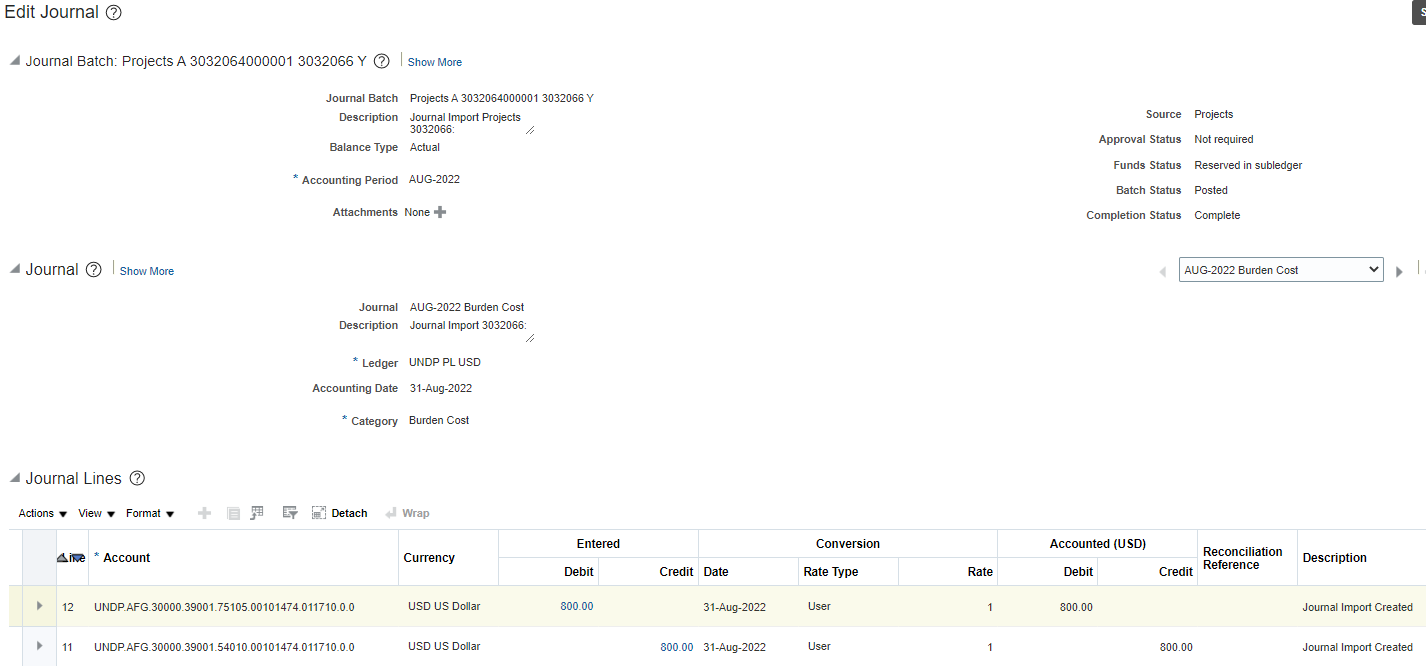 Edit Journal ?
Journal Batch: Projects A 3032064000001 3032066 Y ? Show More
Journal Batch Projects A 3032064000001 3032066 Y
Description Journal Import Projects
3032066:
Balance Type Actual
* Accounting Period AUG-2022
Attachments None
Source Projects
Approval Status Not required
Funds Status Reserved in subledger
Batch Status Posted
Completion Status Complete
Journal ? Show More
AUG-2022 Burden Cost
Journal AUG-2022 Burden Cost
Description Journal Import 3032066:
* Ledger UNDP PL USD
Accounting Date 31-Aug-2022
* Category Burden Cost
Journal Lines ?
Actions View Format Detach Wrap
Entered Conversion Accounted (USD)
Line * Account Currency Debit Credit Date Rate Type Rate Debit Credit Reconciliation Reference Description
12 UNDP.AFG.30000.39001.75105.00101474.011710.0.0 USD US Dollar 800.00 31-Aug-2022 User 1 800.00 Journal Import Created
11 UNDP.AFG.30000.39001.54010.00101474.011710.0.0 USD US Dollar 800.00 31-Aug-2022 User 1 800.00 Journal Import Created